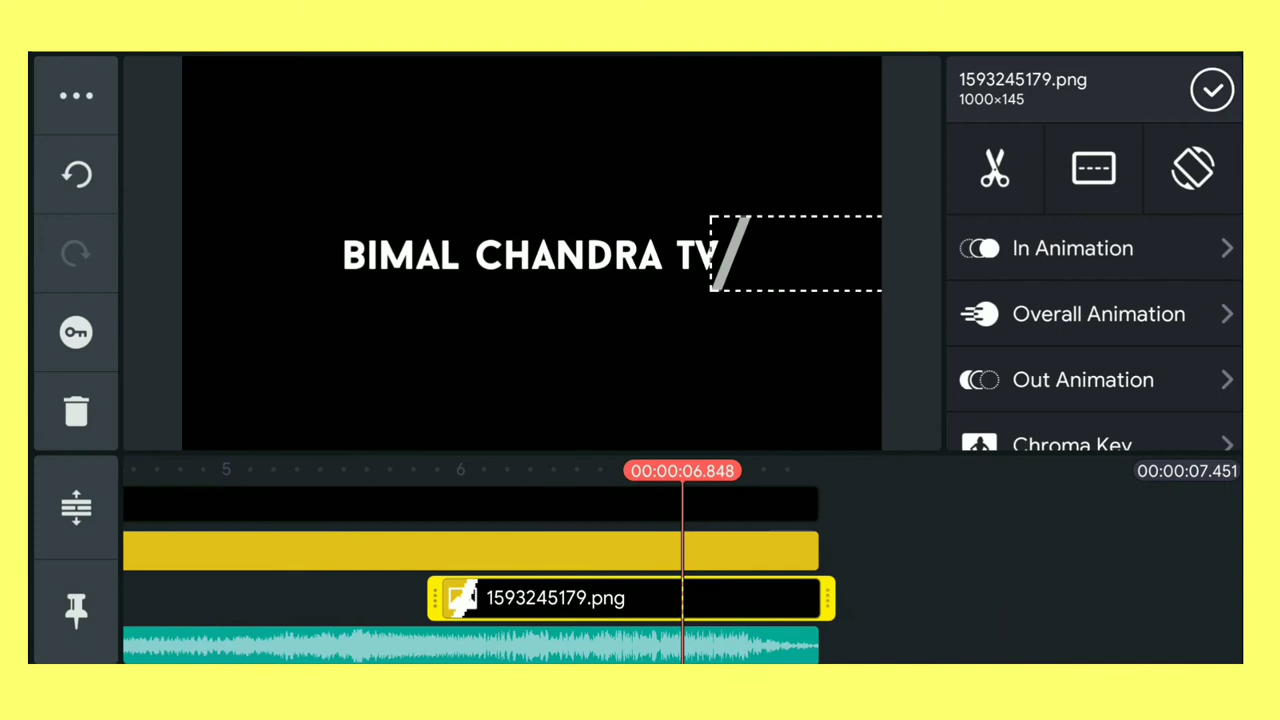 1593245179.png
1000×145
BIMAL CHANDRA TV
In Animation
Overall Animation
Out Animation
Chroma Key
5
6
00:00:06.848
00:00:07.451
1593245179.png